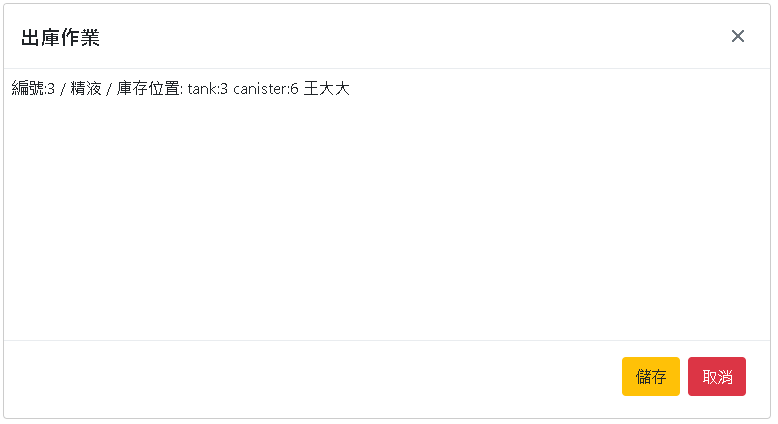 出庫作業
編號:3 / 精液 / 庫存位置: tank:3 canister:6 王大大
儲存 取消